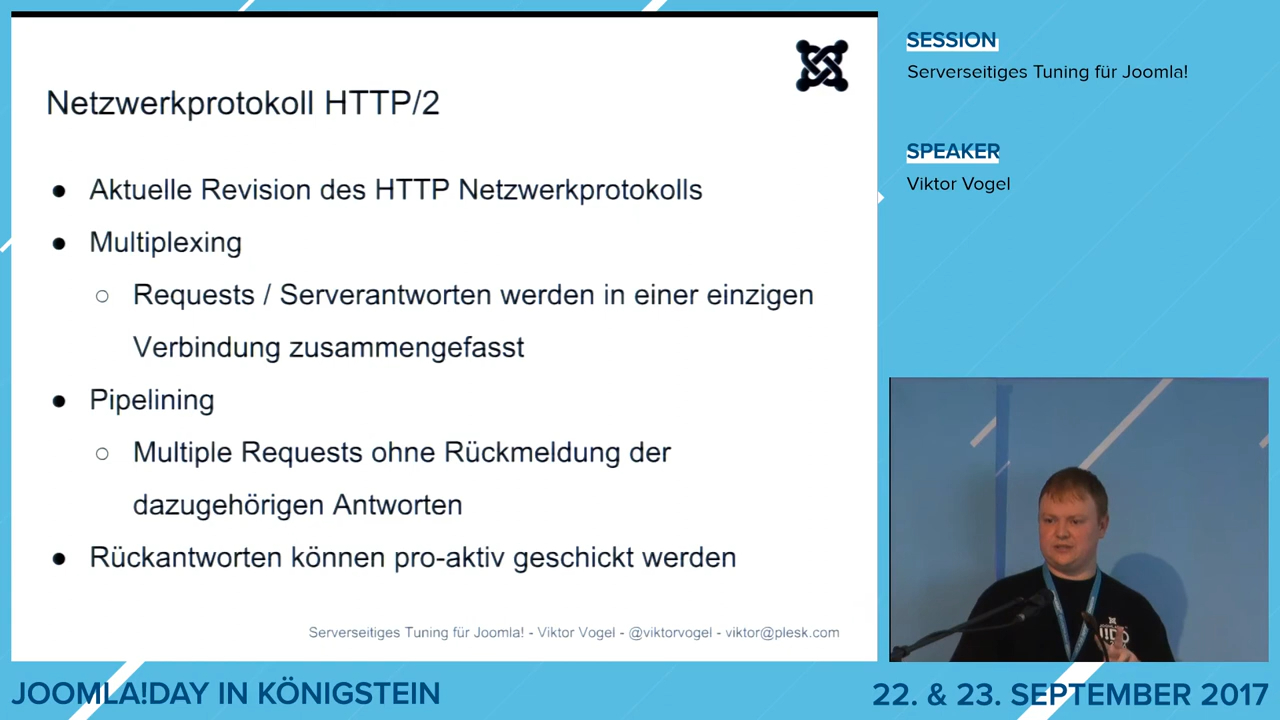 Netzwerkprotokoll HTTP/2
● Aktuelle Revision des HTTP Netzwerkprotokolls
● Multiplexing
○ Requests / Serverantworten werden in einer einzigen
Verbindung zusammengefasst
● Pipelining
○ Multiple Requests ohne Rückmeldung der
dazugehörigen Antworten
● Rückantworten können pro-aktiv geschickt werden
Serverseitiges Tuning für Joomla! - Viktor Vogel - @viktorvogel - viktor@plesk.com
SESSION
Serverseitiges Tuning für Joomla!
SPEAKER
Viktor Vogel
JOOMLA!DAY IN KÖNIGSTEIN
22. & 23. SEPTEMBER 2017